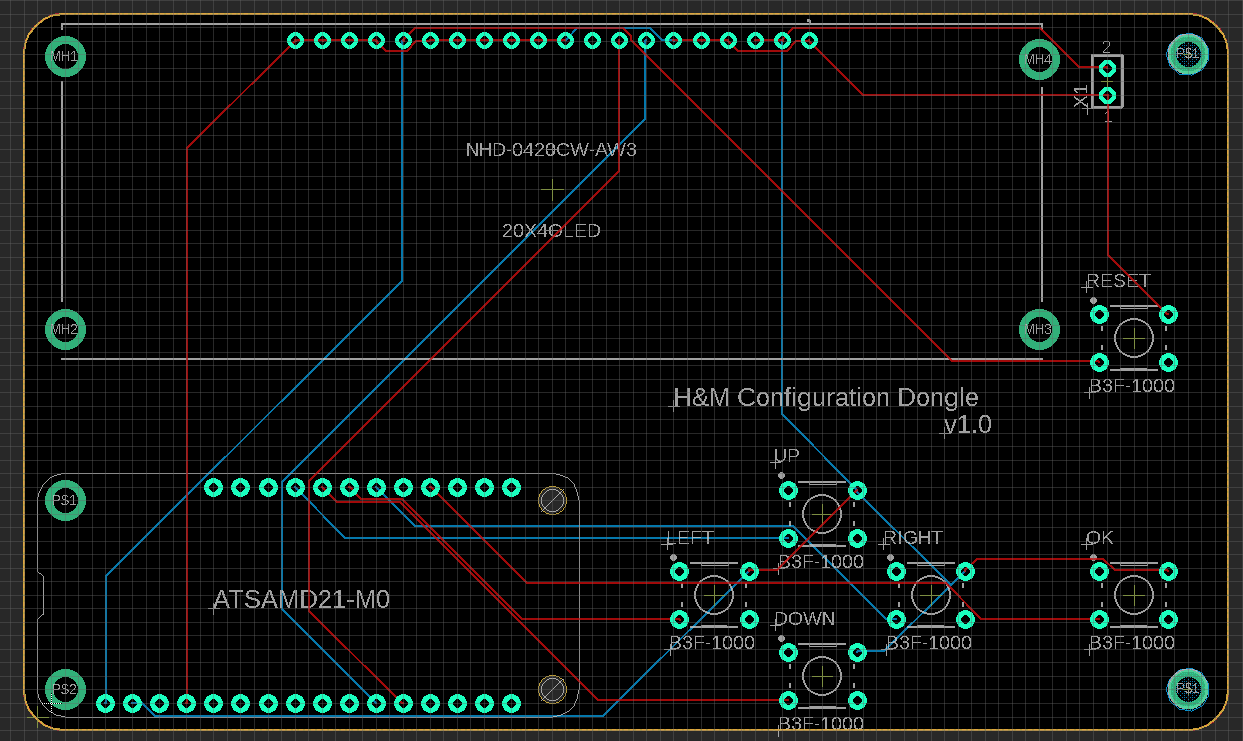 2
MH1
MH4
P$1
X1
1
NHD-0420CW-AW3
20X4OLED
RESET
MH2
MH3
B3F-1000
H&M Configuration Dongle
v1.0
UP
P$1
LEFT
RIGHT
OK
B3F-1000
ATSAMD21-M0
DOWN
B3F-1000
B3F-1000
B3F-1000
P$2
P$1
B3F-1000